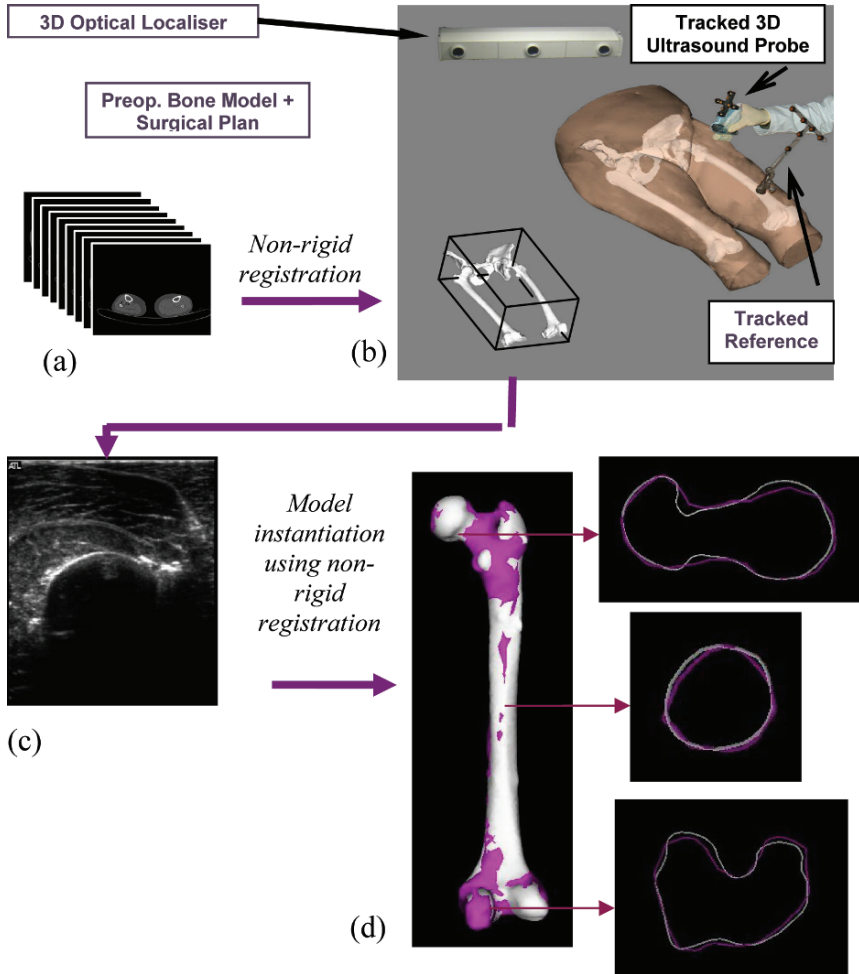 3D Optical Localiser
Tracked 3D
Ultrasound Probe
Preop. Bone Model +
Surgical Plan
Non-rigid
registration
(a)
(b)
Tracked
Reference
ATL
Model
instantiation
using non-
rigid
registration
(c)
(d)